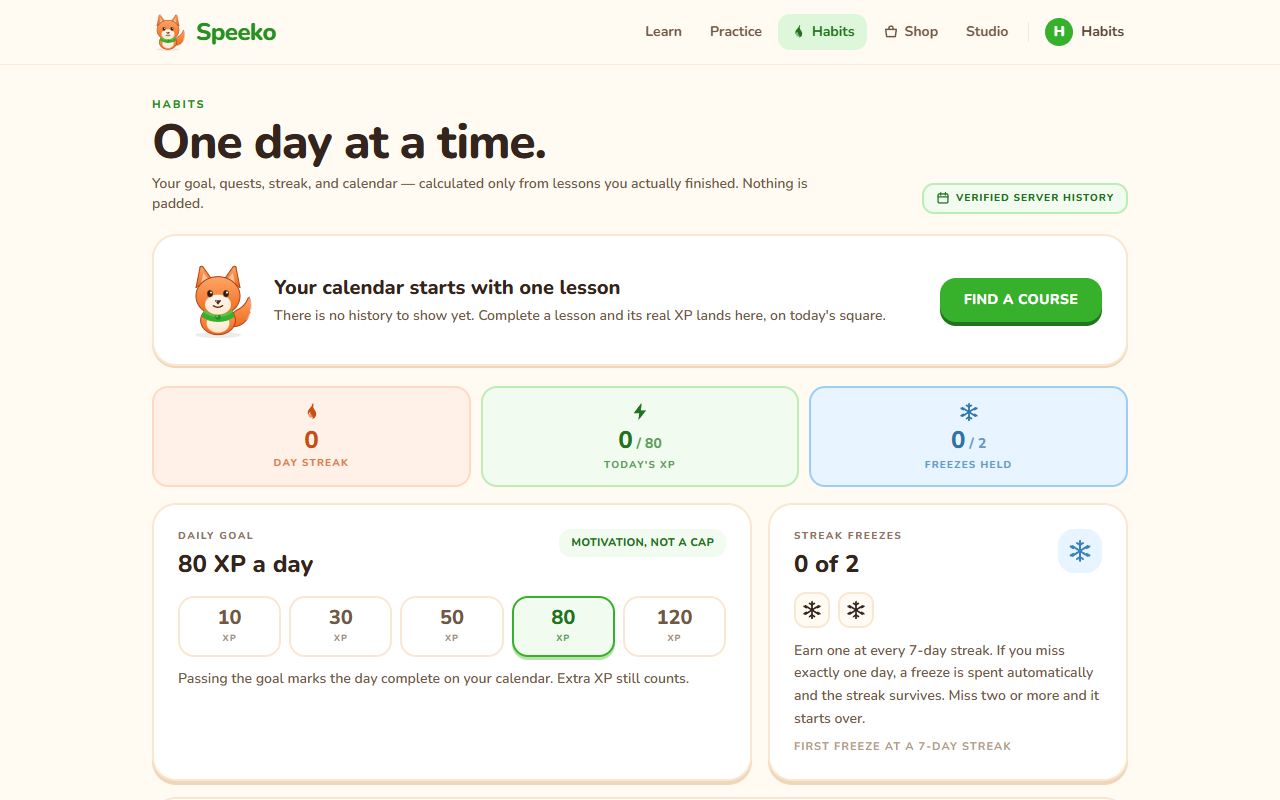 Speeko
Learn
Practice
Habits
Shop
Studio
H
Habits
HABITS
One day at a time.
Your goal, quests, streak, and calendar — calculated only from lessons you actually finished. Nothing is
padded.
VERIFIED SERVER HISTORY
Your calendar starts with one lesson
There is no history to show yet. Complete a lesson and its real XP lands here, on today's square.
FIND A COURSE
0
DAY STREAK
0 / 80
TODAY'S XP
0 / 2
FREEZES HELD
DAILY GOAL
80 XP a day
MOTIVATION, NOT A CAP
10
XP
30
XP
50
XP
80
XP
120
XP
Passing the goal marks the day complete on your calendar. Extra XP still counts.
STREAK FREEZES
0 of 2
Earn one at every 7-day streak. If you miss
exactly one day, a freeze is spent automatically
and the streak survives. Miss two or more and it
starts over.
FIRST FREEZE AT A 7-DAY STREAK